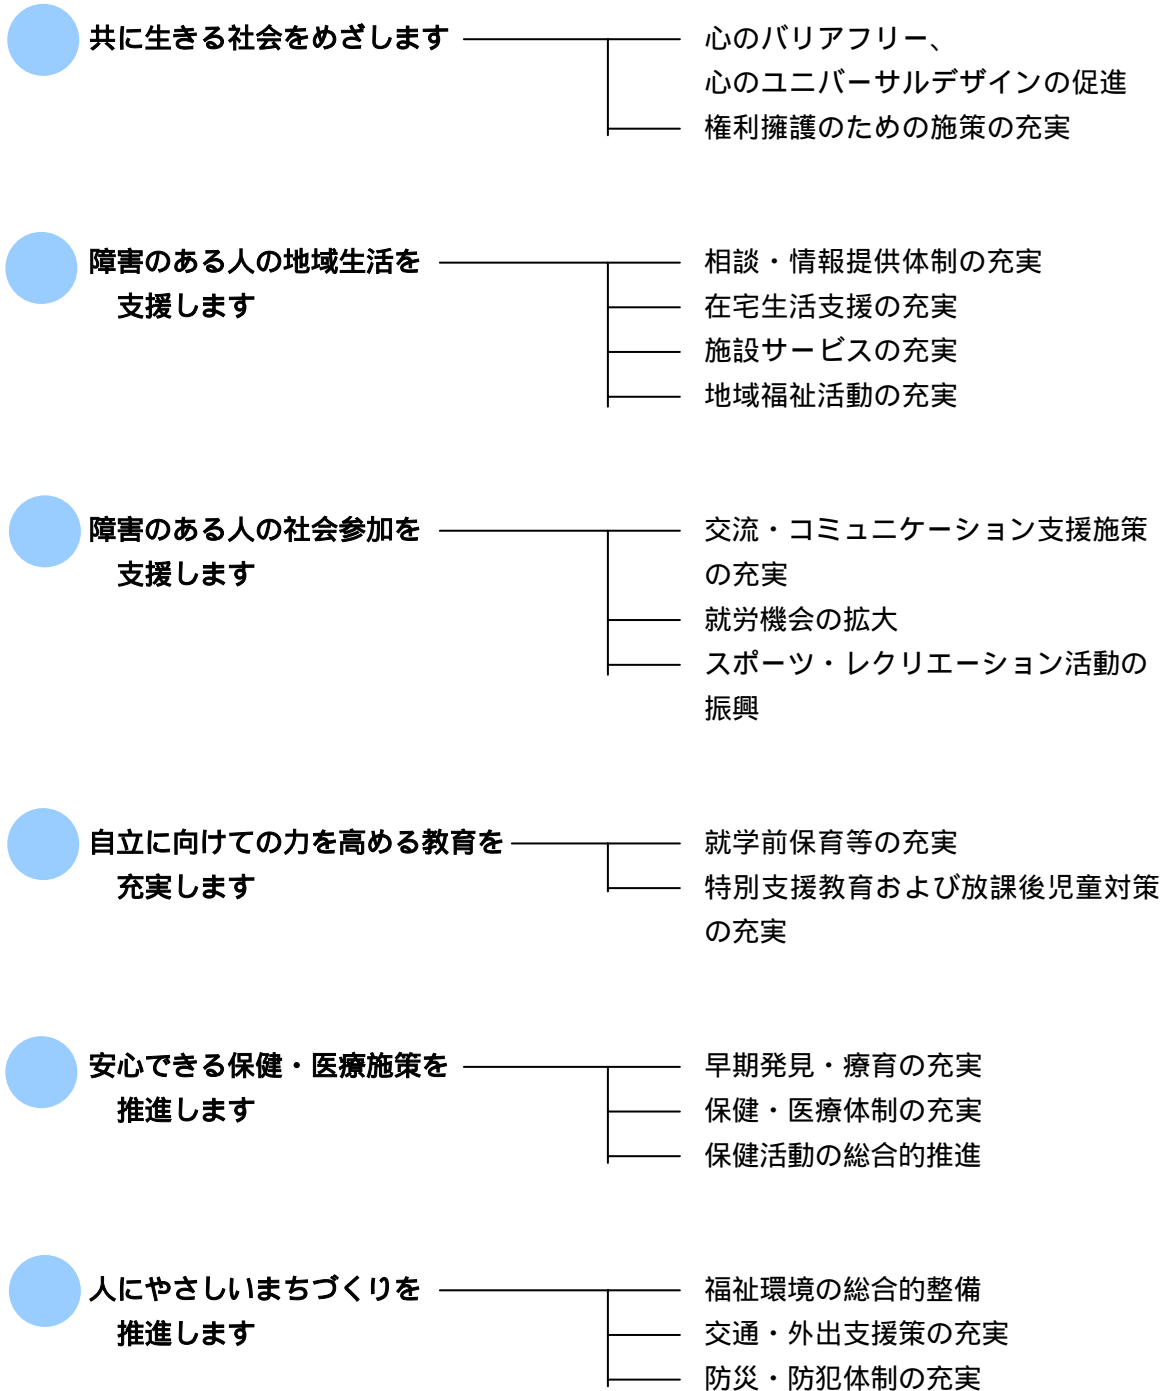 共に生きる社会をめざします
心のバリアフリー、
心のユニバーサルデザインの促進
権利擁護のための施策の充実
障害のある人の地域生活を
支援します
相談・情報提供体制の充実
在宅生活支援の充実
施設サービスの充実
地域福祉活動の充実
障害のある人の社会参加を
支援します
交流・コミュニケーション支援施策
の充実
就労機会の拡大
スポーツ・レクリエーション活動の
振興
自立に向けての力を高める教育を
充実します
就学前保育等の充実
特別支援教育および放課後児童対策
の充実
安心できる保健・医療施策を
推進します
早期発見・療育の充実
保健・医療体制の充実
保健活動の総合的推進
人にやさしいまちづくりを
推進します
福祉環境の総合的整備
交通・外出支援策の充実
防災・防犯体制の充実